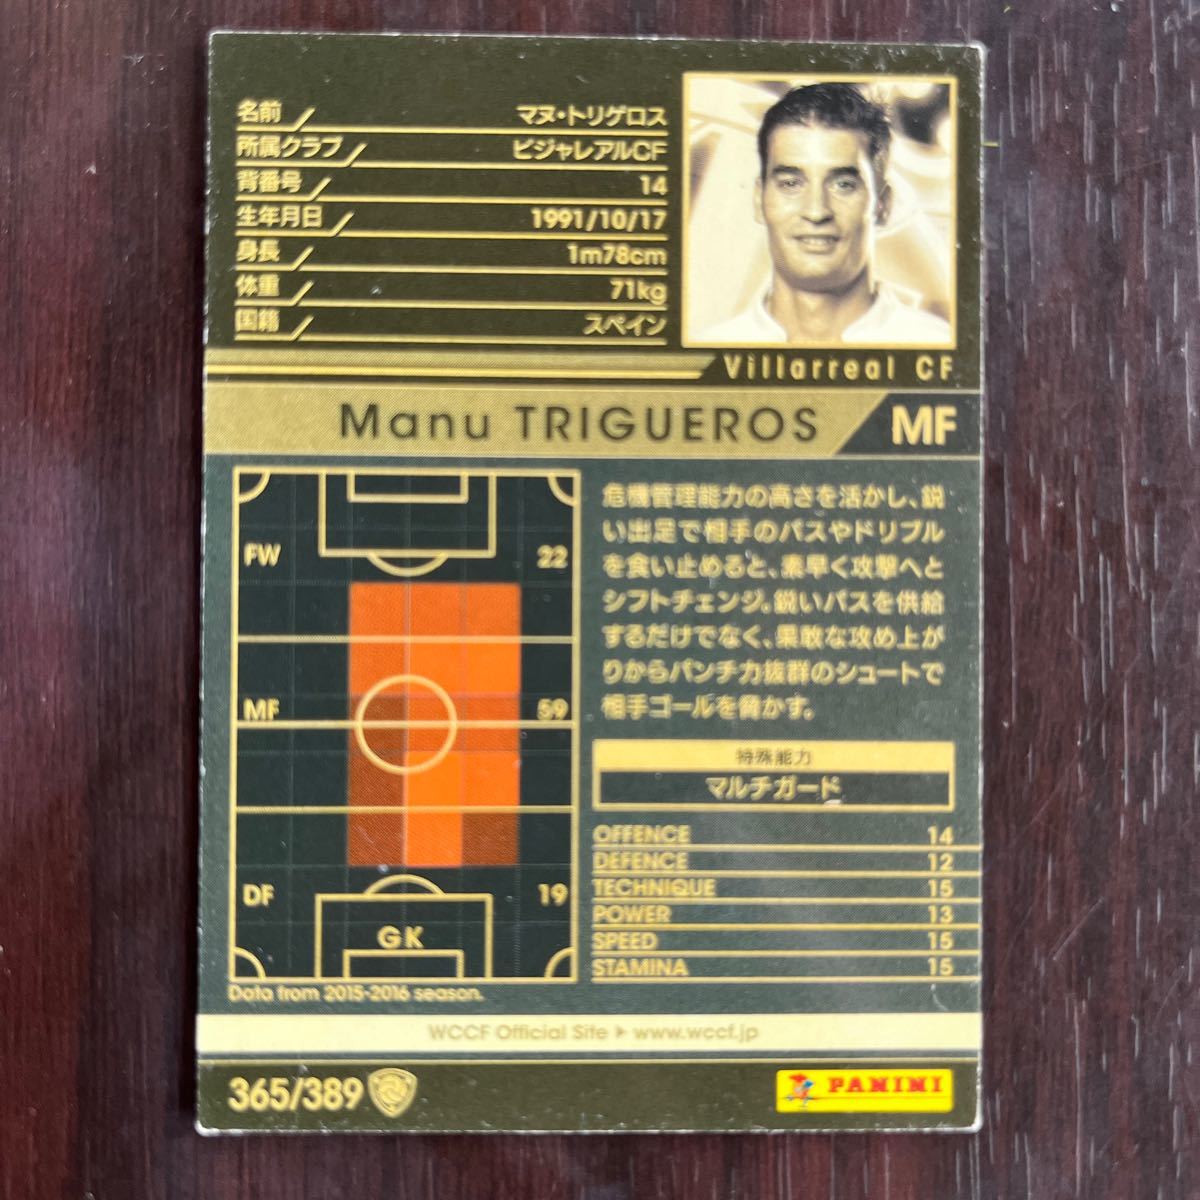 名前 マヌ・トリゲロス
所属クラブ ビジャレアルCF
背番号 14
生年月日 1991/10/17
身長 1m78cm
体重 71kg
国籍 スペイン
Villarreal CF
Manu TRIGUEROS MF
FW 22
MF 59
DF 19
GK
Data from 2015-2016 season.
危機管理能力の高さを活かし、鋭
い出足で相手のパスやドリブル
を食い止めると、素早く攻撃へと
シフトチェンジ。鋭いパスを供給
するだけでなく、果敢な攻め上が
りからパンチ力抜群のシュートで
相手ゴールを脅かす。
特殊能力
マルチガード
OFFENCE 14
DEFENCE 12
TECHNIQUE 15
POWER 13
SPEED 15
STAMINA 15
WCCF Official Site ▶ www.wccf.jp
365/389
PANINI